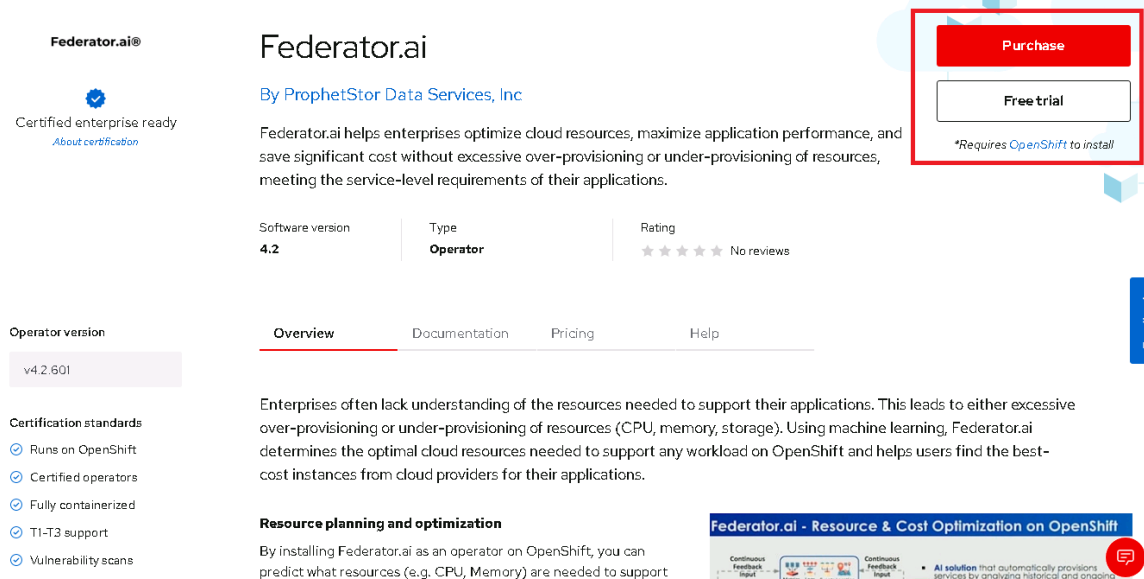 Federator.ai®
Certified enterprise ready
About certification
Federator.ai
By ProphetStor Data Services, Inc
Federator.ai helps enterprises optimize cloud resources, maximize application performance, and
save significant cost without excessive over-provisioning or under-provisioning of resources,
meeting the service-level requirements of their applications.
Purchase
Free trial
*Requires OpenShift to install
Software version
4.2
Type
Operator
Rating
No reviews
Operator version
v4.2.601
Certification standards
Runs on OpenShift
Certified operators
Fully containerized
T1-T3 support
Vulnerability scans
Overview
Documentation
Pricing
Help
Enterprises often lack understanding of the resources needed to support their applications. This leads to either excessive
over-provisioning or under-provisioning of resources (CPU, memory, storage). Using machine learning, Federator.ai
determines the optimal cloud resources needed to support any workload on OpenShift and helps users find the best-
cost instances from cloud providers for their applications.
Resource planning and optimization
By installing Federator.ai as an operator on OpenShift, you can
predict what resources (e.g. CPU, Memory) are needed to support
Federator.ai - Resource & Cost Optimization on OpenShift
Continuous
Feedback
Input
Continuous
Feedback
Input
AI solution that automatically provisions
services by analyzing historical and ongoing